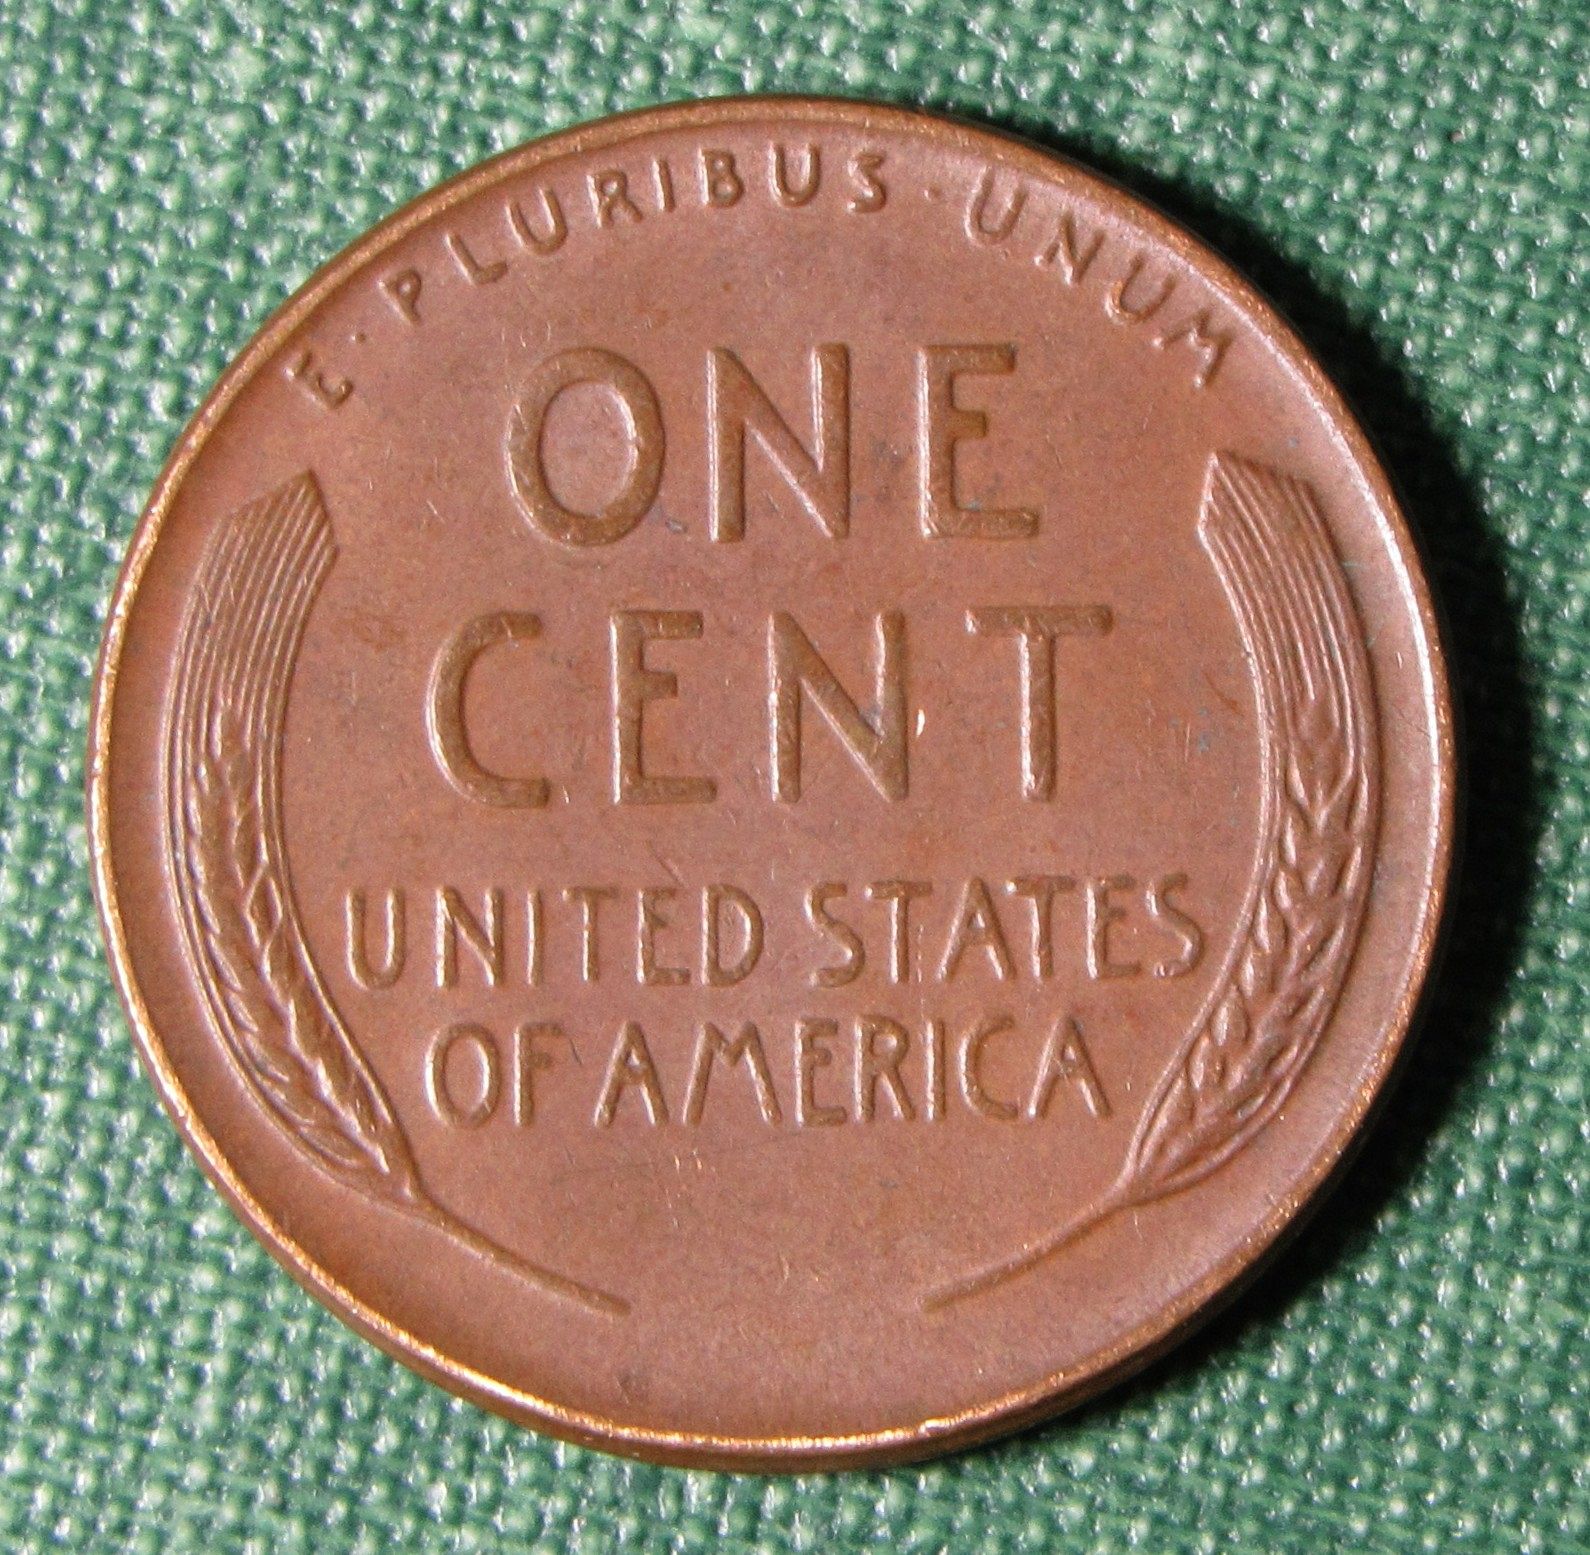 E·PLURIBUS·UNUM
ONE
CENT
UNITED STATES
OF AMERICA